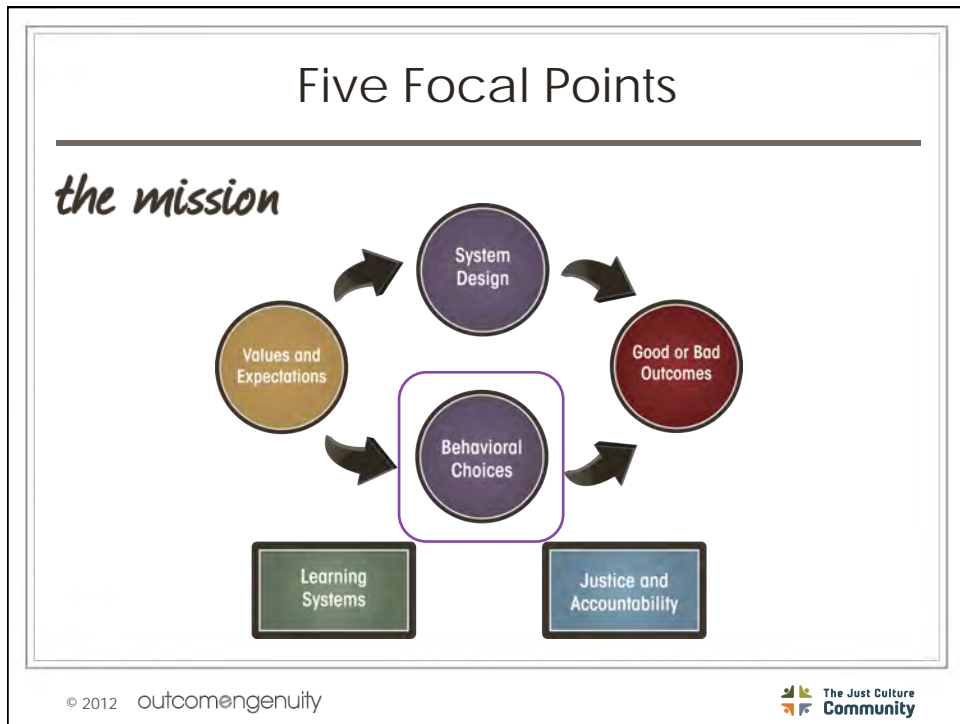 Five Focal Points
the mission
System
Design
Values and
Expectations
Good or Bad
Outcomes
Behavioral
Choices
Learning
Systems
Justice and
Accountability
© 2012 outcomengenuity
The Just Culture
Community